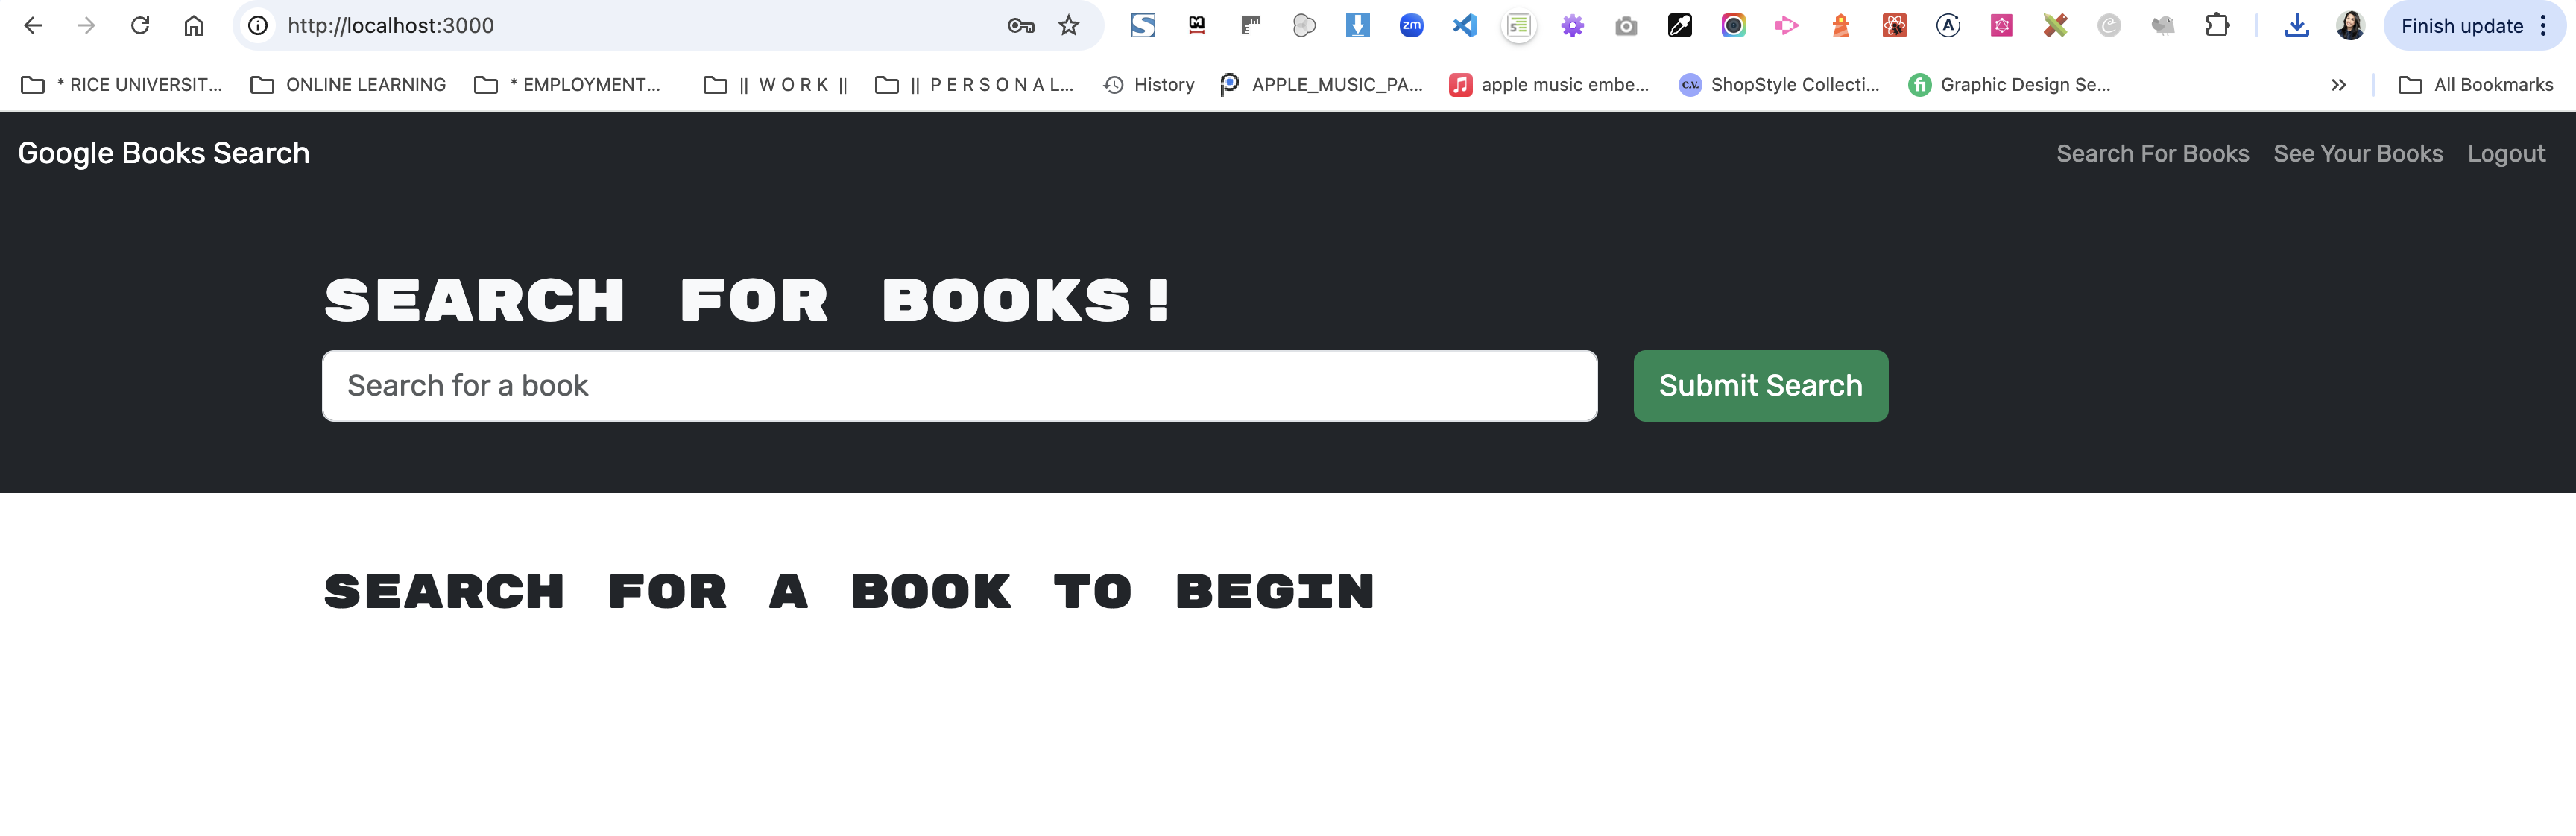 http://localhost:3000
zm
A
Finish update
* RICE UNIVERSIT...
ONLINE LEARNING
* EMPLOYMENT...
|| W O R K ||
|| P E R S O N A L...
History
APPLE_MUSIC_PA...
apple music embe...
C.V.
ShopStyle Collecti...
fi
Graphic Design Se...
»
All Bookmarks
Google Books Search
Search For Books
See Your Books
Logout
SEARCH FOR BOOKS!
Search for a book
Submit Search
SEARCH FOR A BOOK TO BEGIN